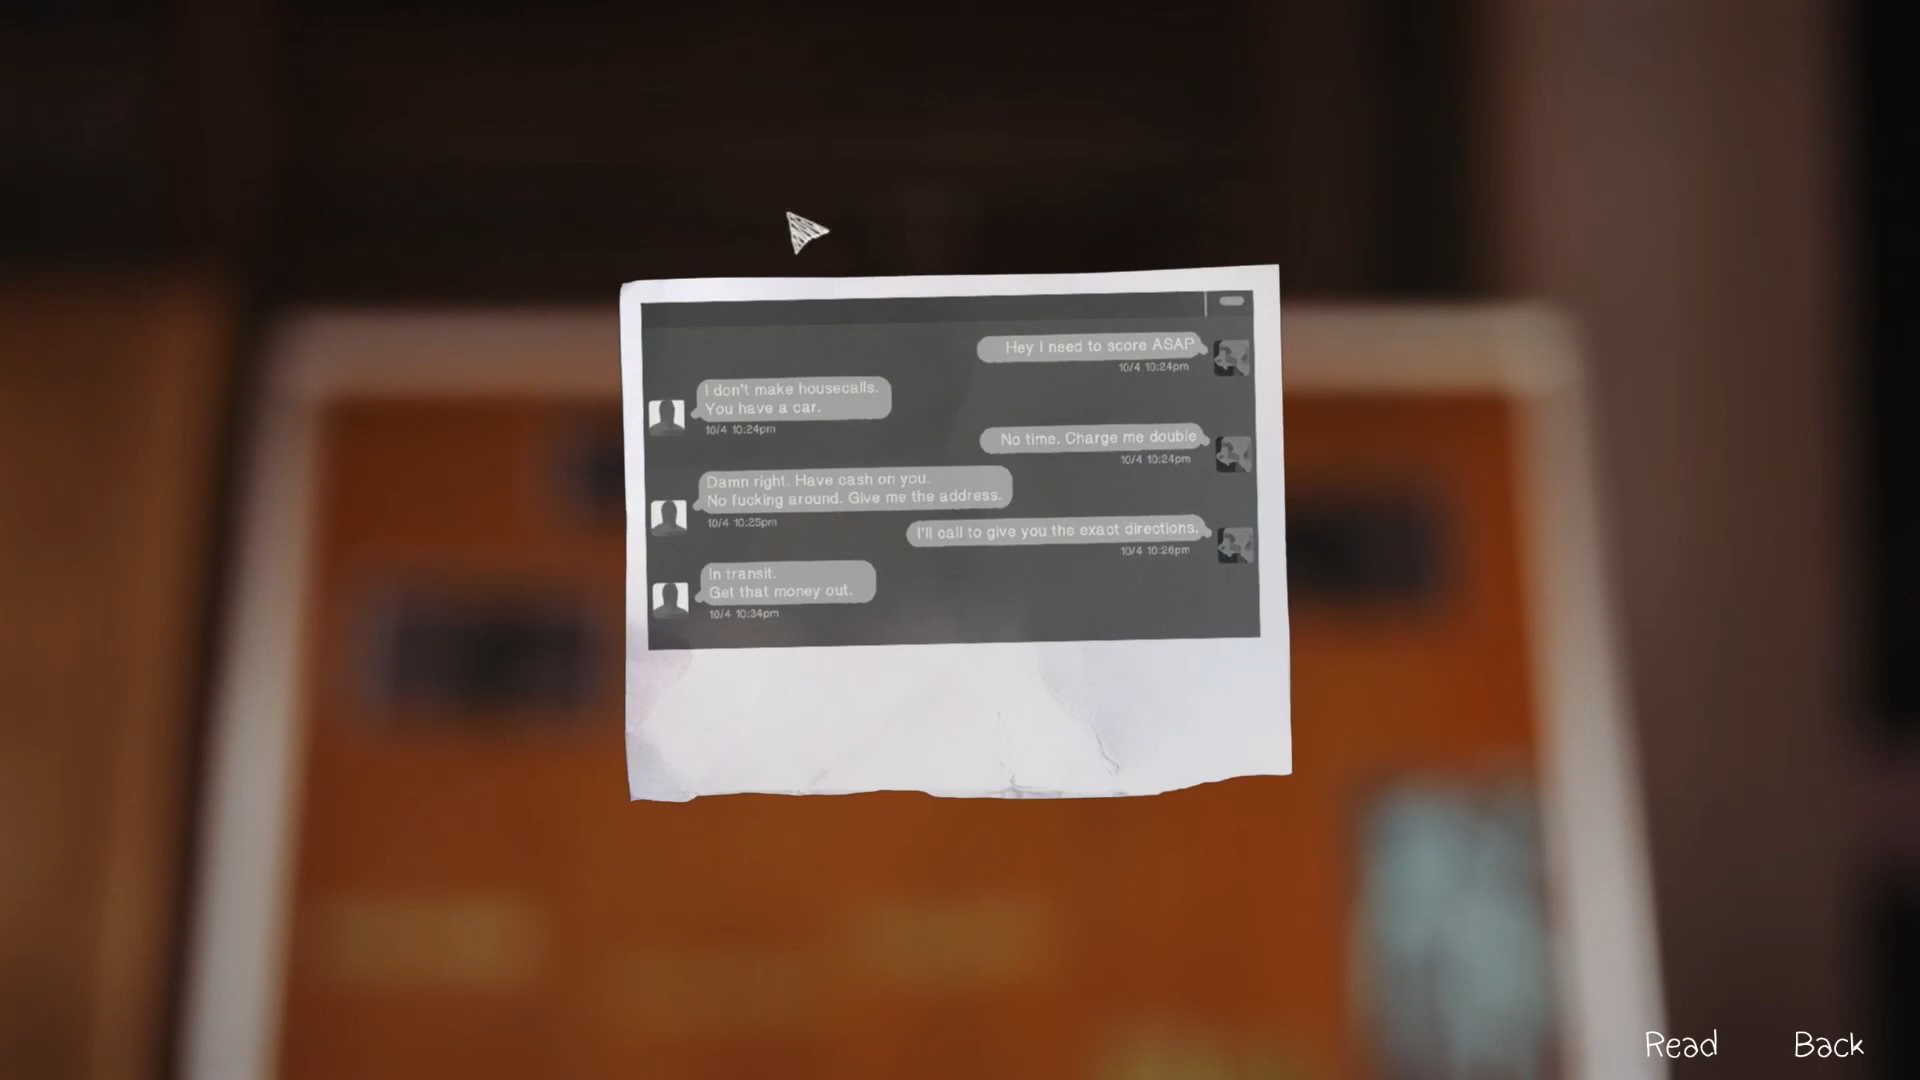 Hey I need to score ASAP
10/4 10:24pm
I don't make housecalls.
You have a car.
10/4 10:24pm
No time. Charge me double
10/4 10:24pm
Damn right. Have cash on you.
No fucking around. Give me the address.
10/4 10:25pm
I'll call to give you the exact directions.
10/4 10:26pm
In transit.
Get that money out.
10/4 10:34pm
Read
Back